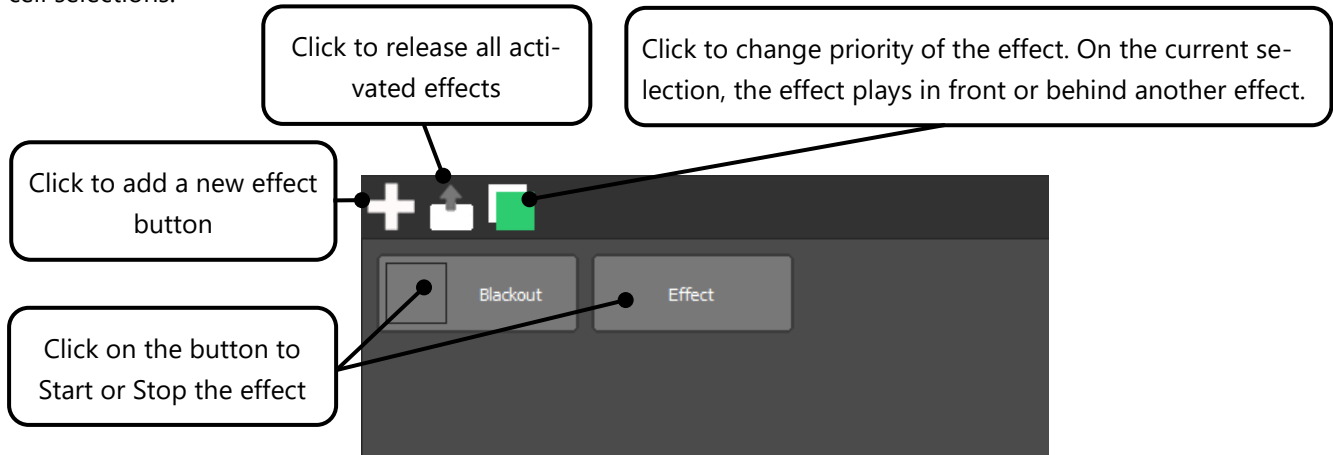 cell selections.
Click to release all acti-
vated effects
Click to change priority of the effect. On the current se-
lection, the effect plays in front or behind another effect.
Click to add a new effect
button
Blackout
Effect
Click on the button to
Start or Stop the effect